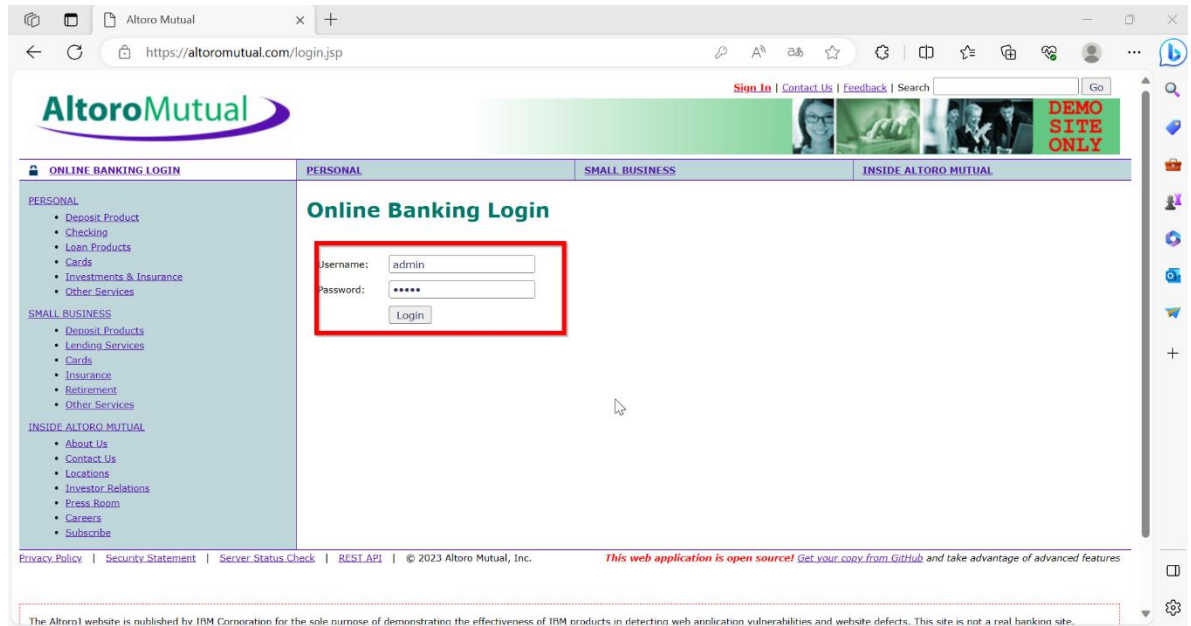 Altoro Mutual
https://altoromutual.com/login.jsp
Sign In | Contact Us | Feedback | Search Go
AltoroMutual
DEMO
SITE
ONLY
ONLINE BANKING LOGIN PERSONAL SMALL BUSINESS INSIDE ALTORO MUTUAL
PERSONAL
Deposit Product
Checking
Loan Products
Cards
Investments & Insurance
Other Services
SMALL BUSINESS
Deposit Products
Lending Services
Cards
Insurance
Retirement
Other Services
INSIDE ALTORO MUTUAL
About Us
Contact Us
Locations
Investor Relations
Press Room
Careers
Subscribe
Online Banking Login
Username: admin
Password: •••••
Login
Privacy Policy | Security Statement | Server Status Check | REST API | © 2023 Altoro Mutual, Inc. This web application is open source! Get your copy from GitHub and take advantage of advanced features
The AltoroJ website is published by IBM Corporation for the sole purpose of demonstrating the effectiveness of IBM products in detecting web application vulnerabilities and website defects. This site is not a real banking site.